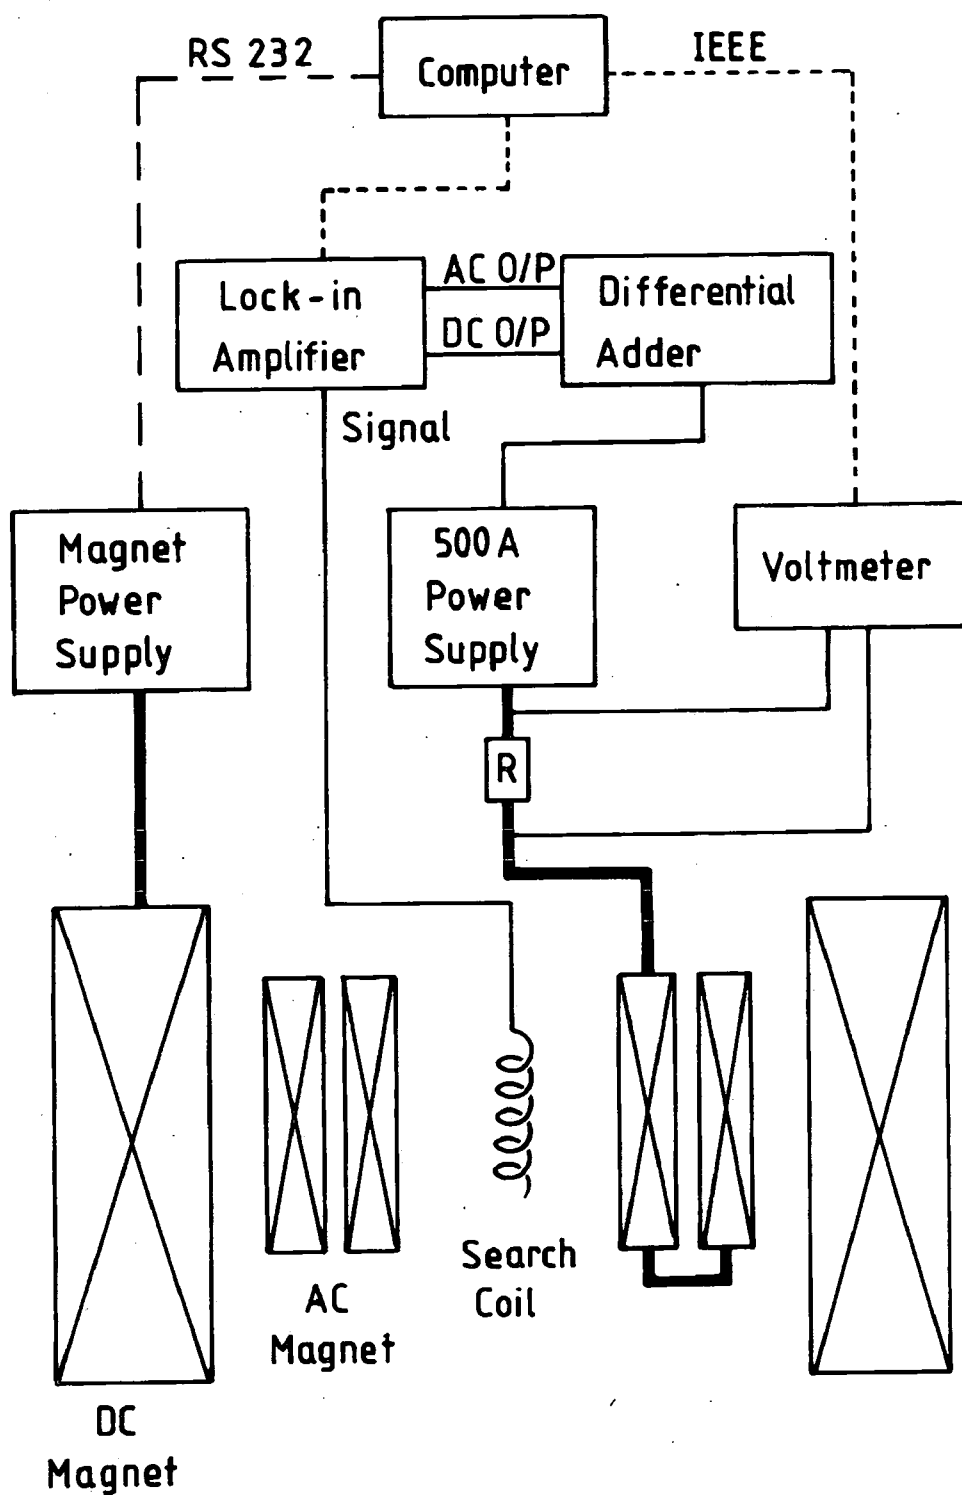 RS 232
Computer
IEEE
Lock-in
Amplifier
AC O/P
DC O/P
Differential
Adder
Signal
Magnet
Power
Supply
500A
Power
Supply
Voltmeter
R
Search
Coil
AC
Magnet
DC
Magnet